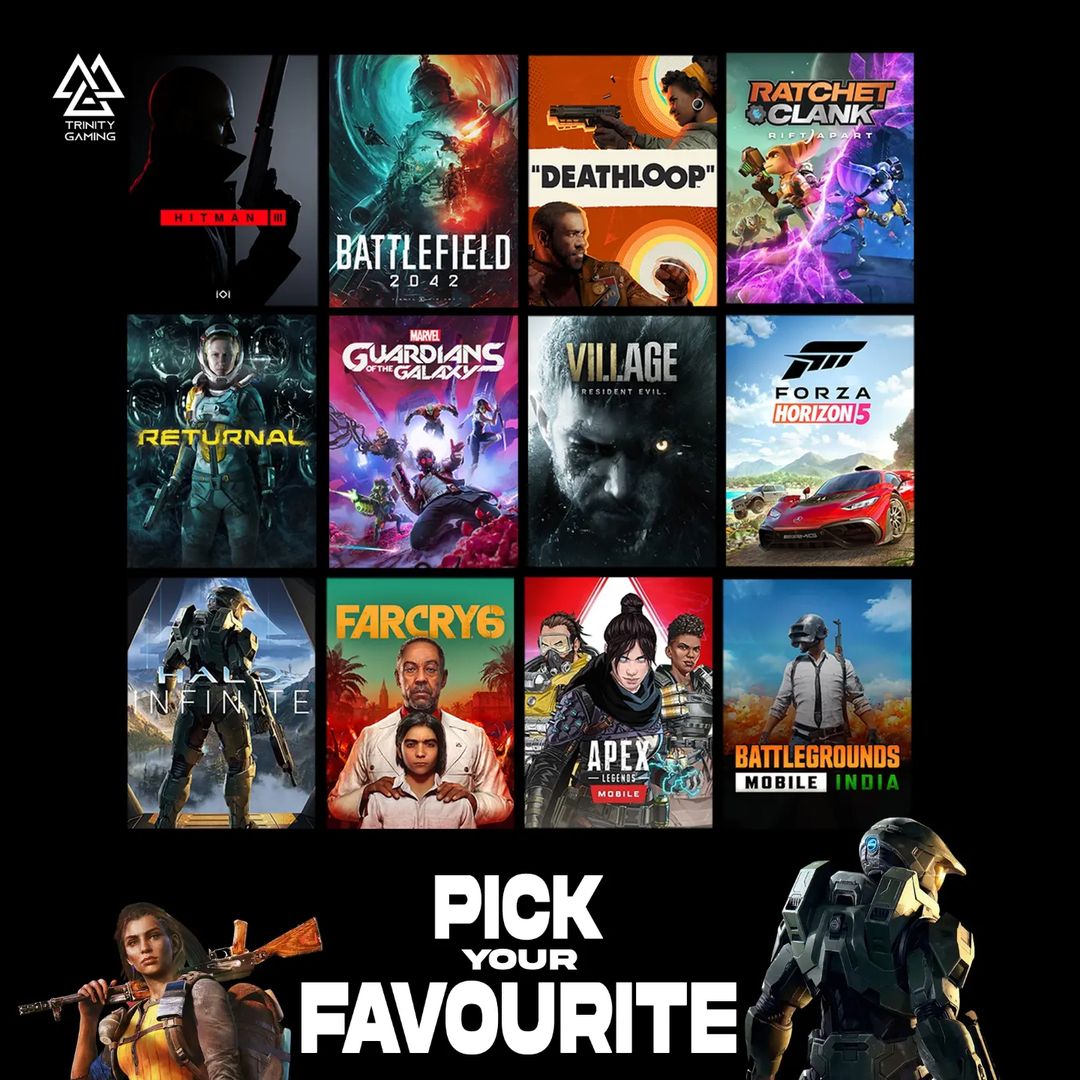 TRINITY
GAMING
HITMAN III
IOI
BATTLEFIELD
2042
"DEATHLOOP"
RATCHET
CLANK
RIFT APART
RETURNAL
MARVEL
GUARDIANS
OF THE
GALAXY
VILLAGE
RESIDENT EVIL
FORZA
HORIZON 5
HALO
INFINITE
FARCRY6
APEX
LEGENDS
MOBILE
BATTLEGROUNDS
MOBILE INDIA
PICK
YOUR
FAVOURITE